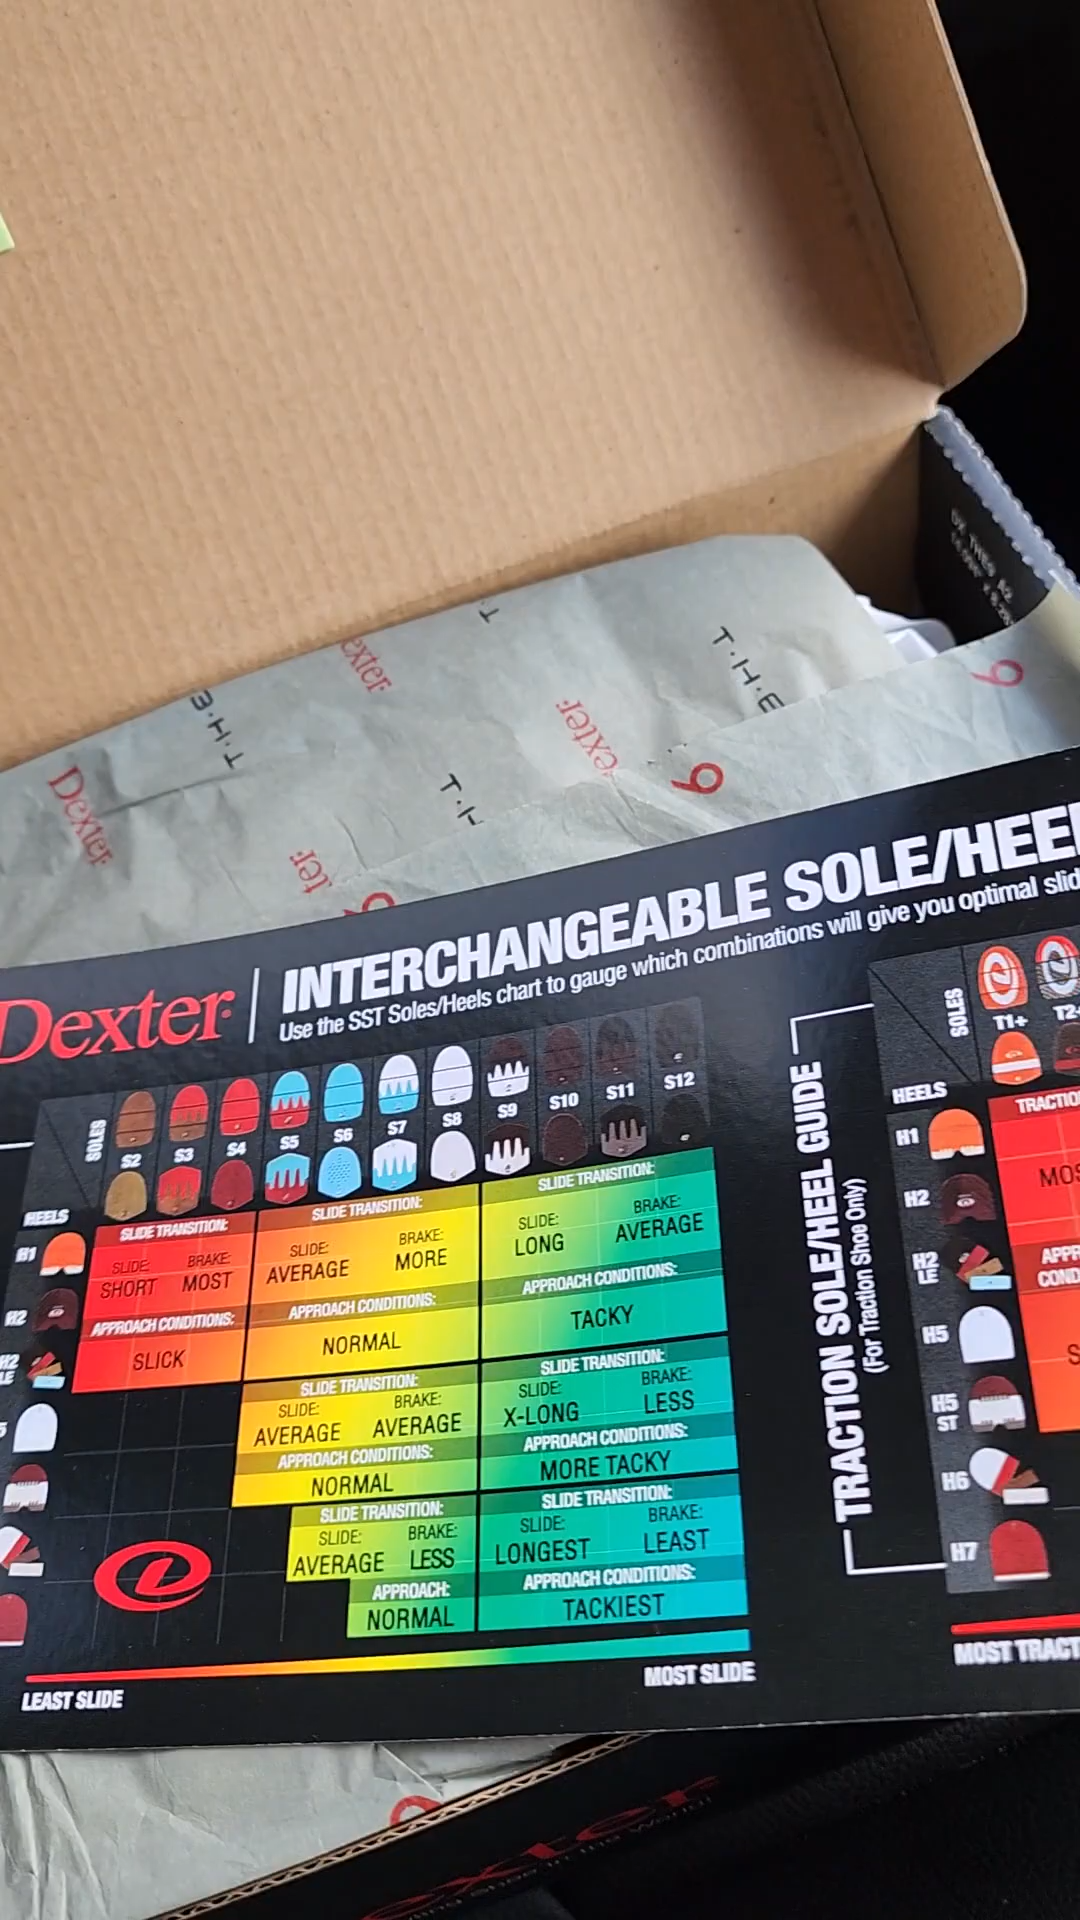 Dexter
T·H·E
T·H·E
Dexter
INTERCHANGEABLE SOLE/HEEL
Use the SST Soles/Heels chart to gauge which combinations will give you optimal slid
SOLES
S2
S3
S4
S5
S6
S7
S8
S9
S10
S11
S12
HEELS
H1
H2
H2
LE
SLIDE TRANSITION:
SLIDE: SHORT
BRAKE: MOST
APPROACH CONDITIONS:
SLICK
SLIDE TRANSITION:
SLIDE: AVERAGE
BRAKE: MORE
APPROACH CONDITIONS:
NORMAL
SLIDE TRANSITION:
SLIDE: LONG
BRAKE: AVERAGE
APPROACH CONDITIONS:
TACKY
SLIDE TRANSITION:
SLIDE: AVERAGE
BRAKE: AVERAGE
APPROACH CONDITIONS:
NORMAL
SLIDE TRANSITION:
SLIDE: X-LONG
BRAKE: LESS
APPROACH CONDITIONS:
MORE TACKY
SLIDE TRANSITION:
SLIDE: AVERAGE
BRAKE: LESS
APPROACH:
NORMAL
SLIDE TRANSITION:
SLIDE: LONGEST
BRAKE: LEAST
APPROACH CONDITIONS:
TACKIEST
LEAST SLIDE
MOST SLIDE
TRACTION SOLE/HEEL GUIDE
(For Traction Shoe Only)
SOLES
T1+
T2+
HEELS
H1
H2
H2
LE
H5
H5
ST
H6
H7
MOST TRACT